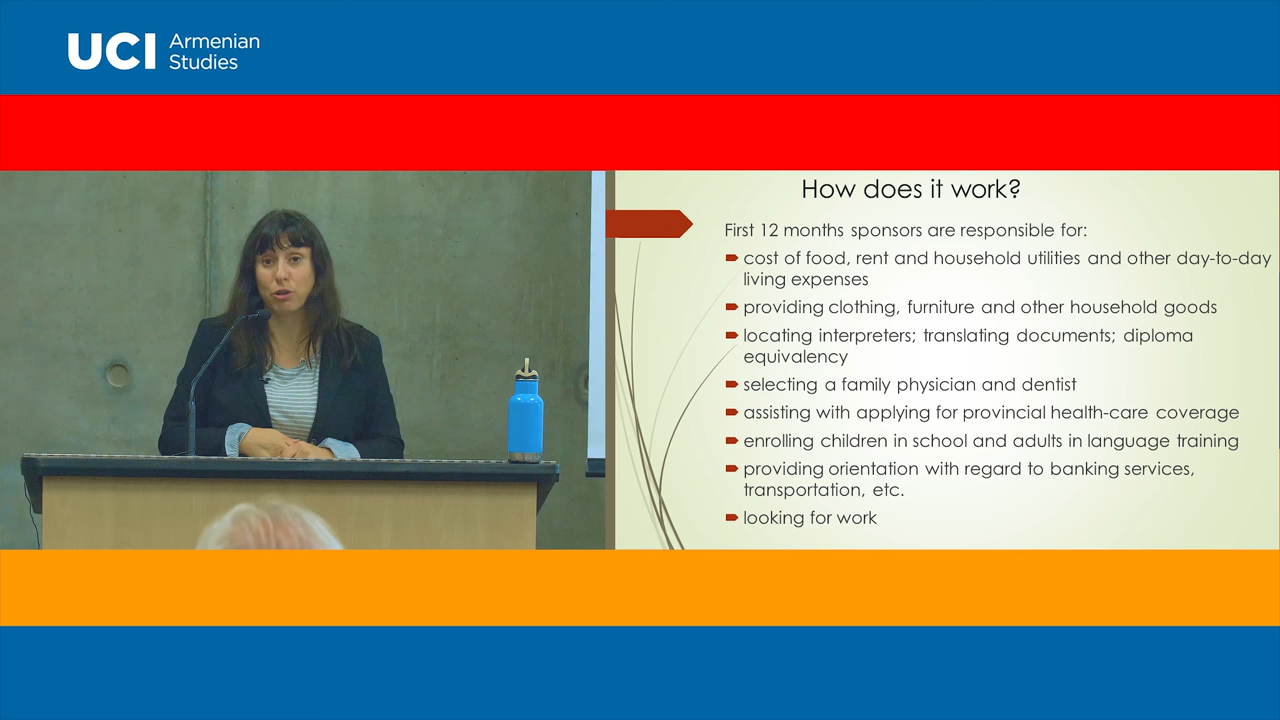 UCI Armenian
Studies
How does it work?
First 12 months sponsors are responsible for:
cost of food, rent and household utilities and other day-to-day
living expenses
providing clothing, furniture and other household goods
locating interpreters; translating documents; diploma
equivalency
selecting a family physician and dentist
assisting with applying for provincial health-care coverage
enrolling children in school and adults in language training
providing orientation with regard to banking services,
transportation, etc.
looking for work